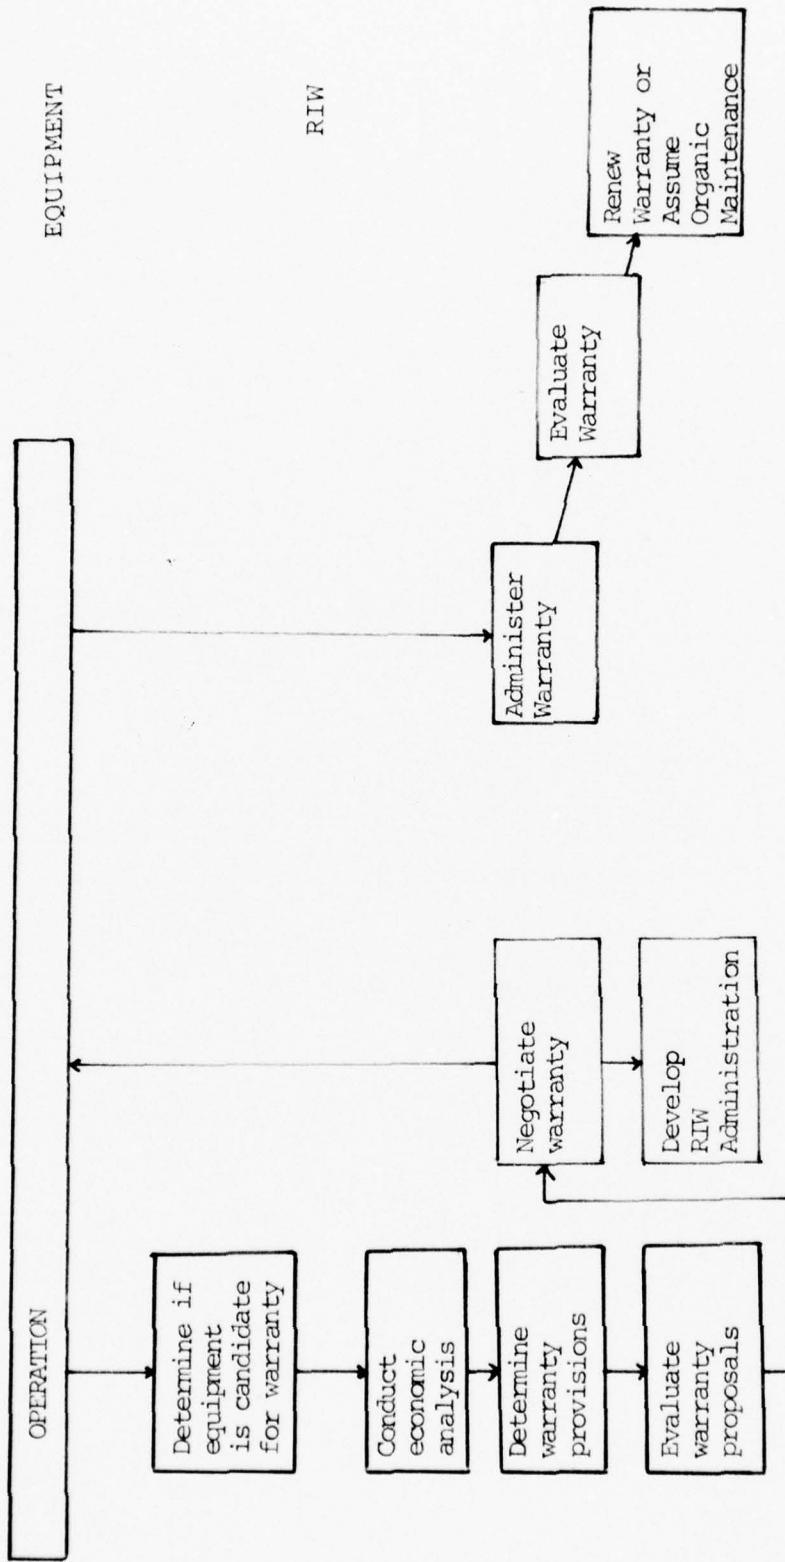 EQUIPMENT
OPERATION
RIW
Determine if
equipment
is candidate
for warranty
Conduct
economic
analysis
Determine
warranty
provisions
Evaluate
warranty
proposals
Negotiate
warranty
Develop
RIW
Administration
Administer
Warranty
Evaluate
Warranty
Renew
Warranty or
Assume
Organic
Maintenance